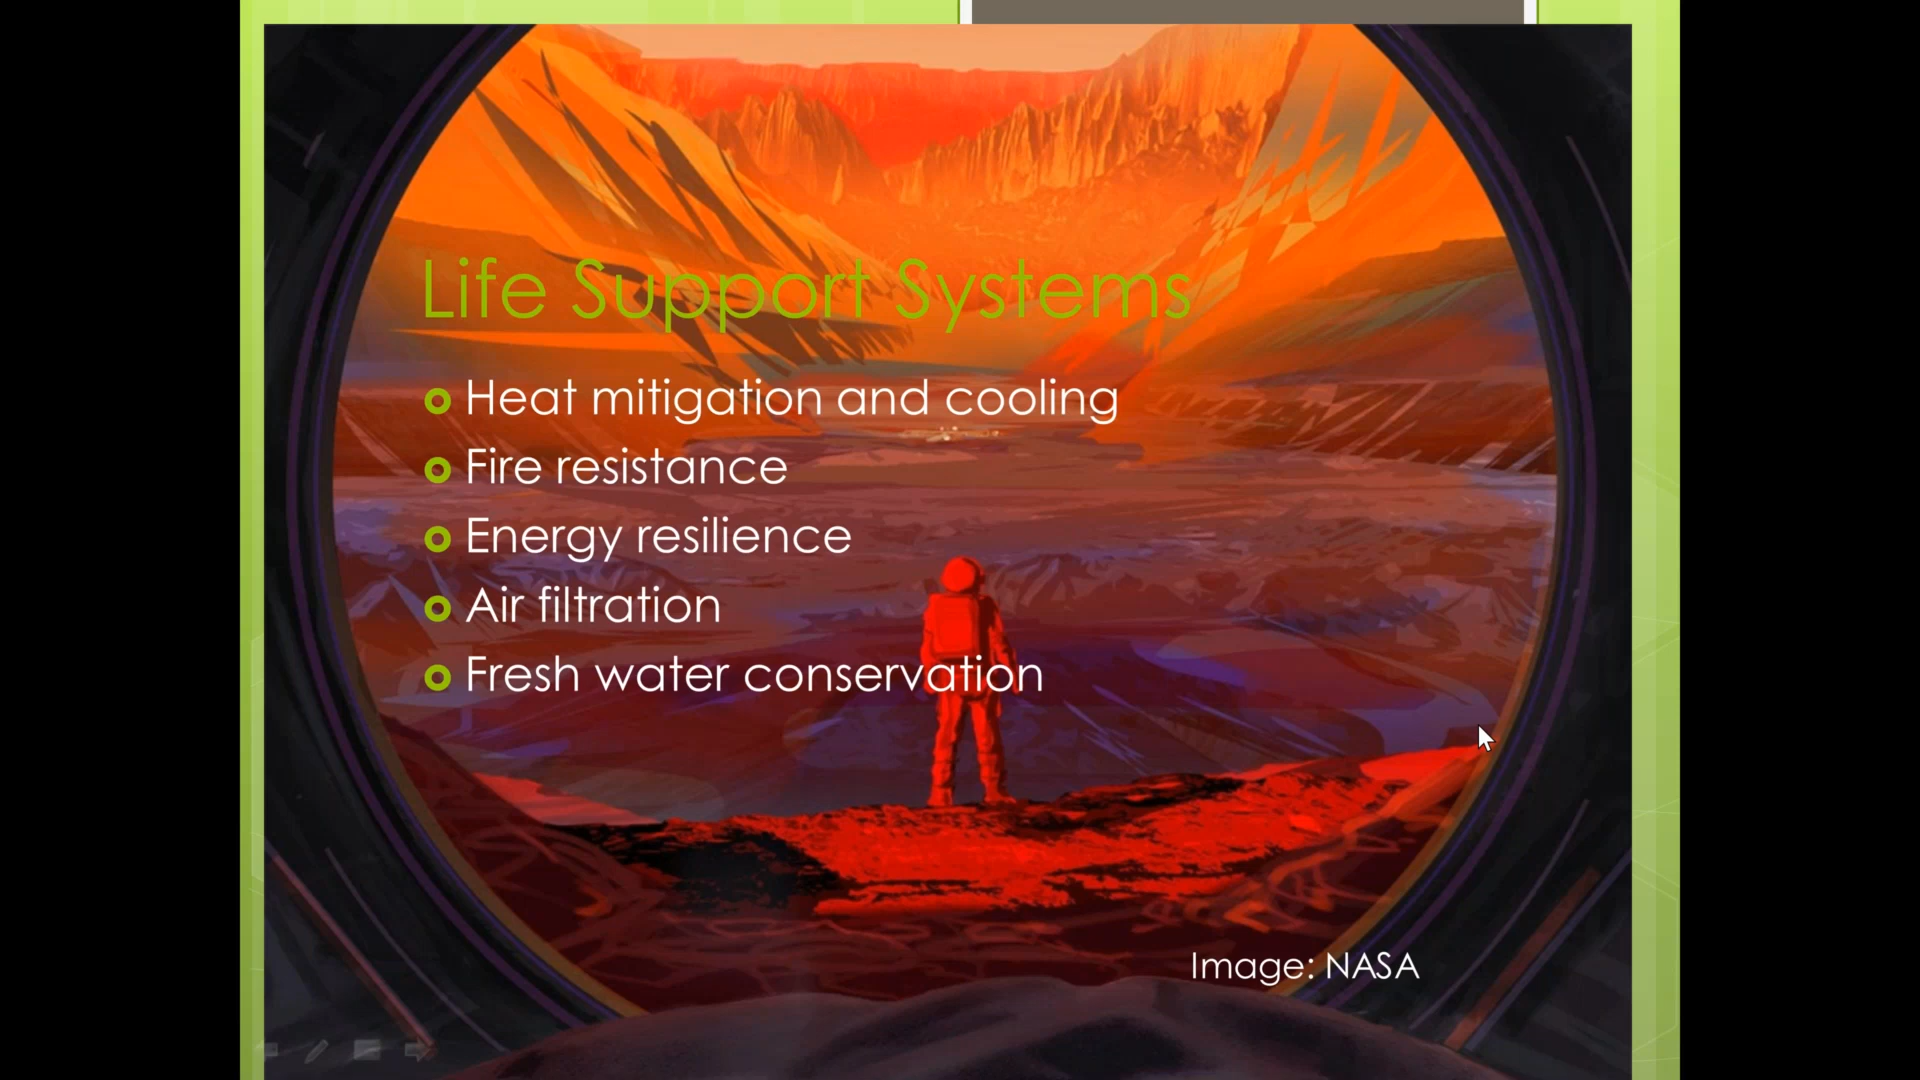 Life Support Systems
Heat mitigation and cooling
Fire resistance
Energy resilience
Air filtration
Fresh water conservation
Image: NASA